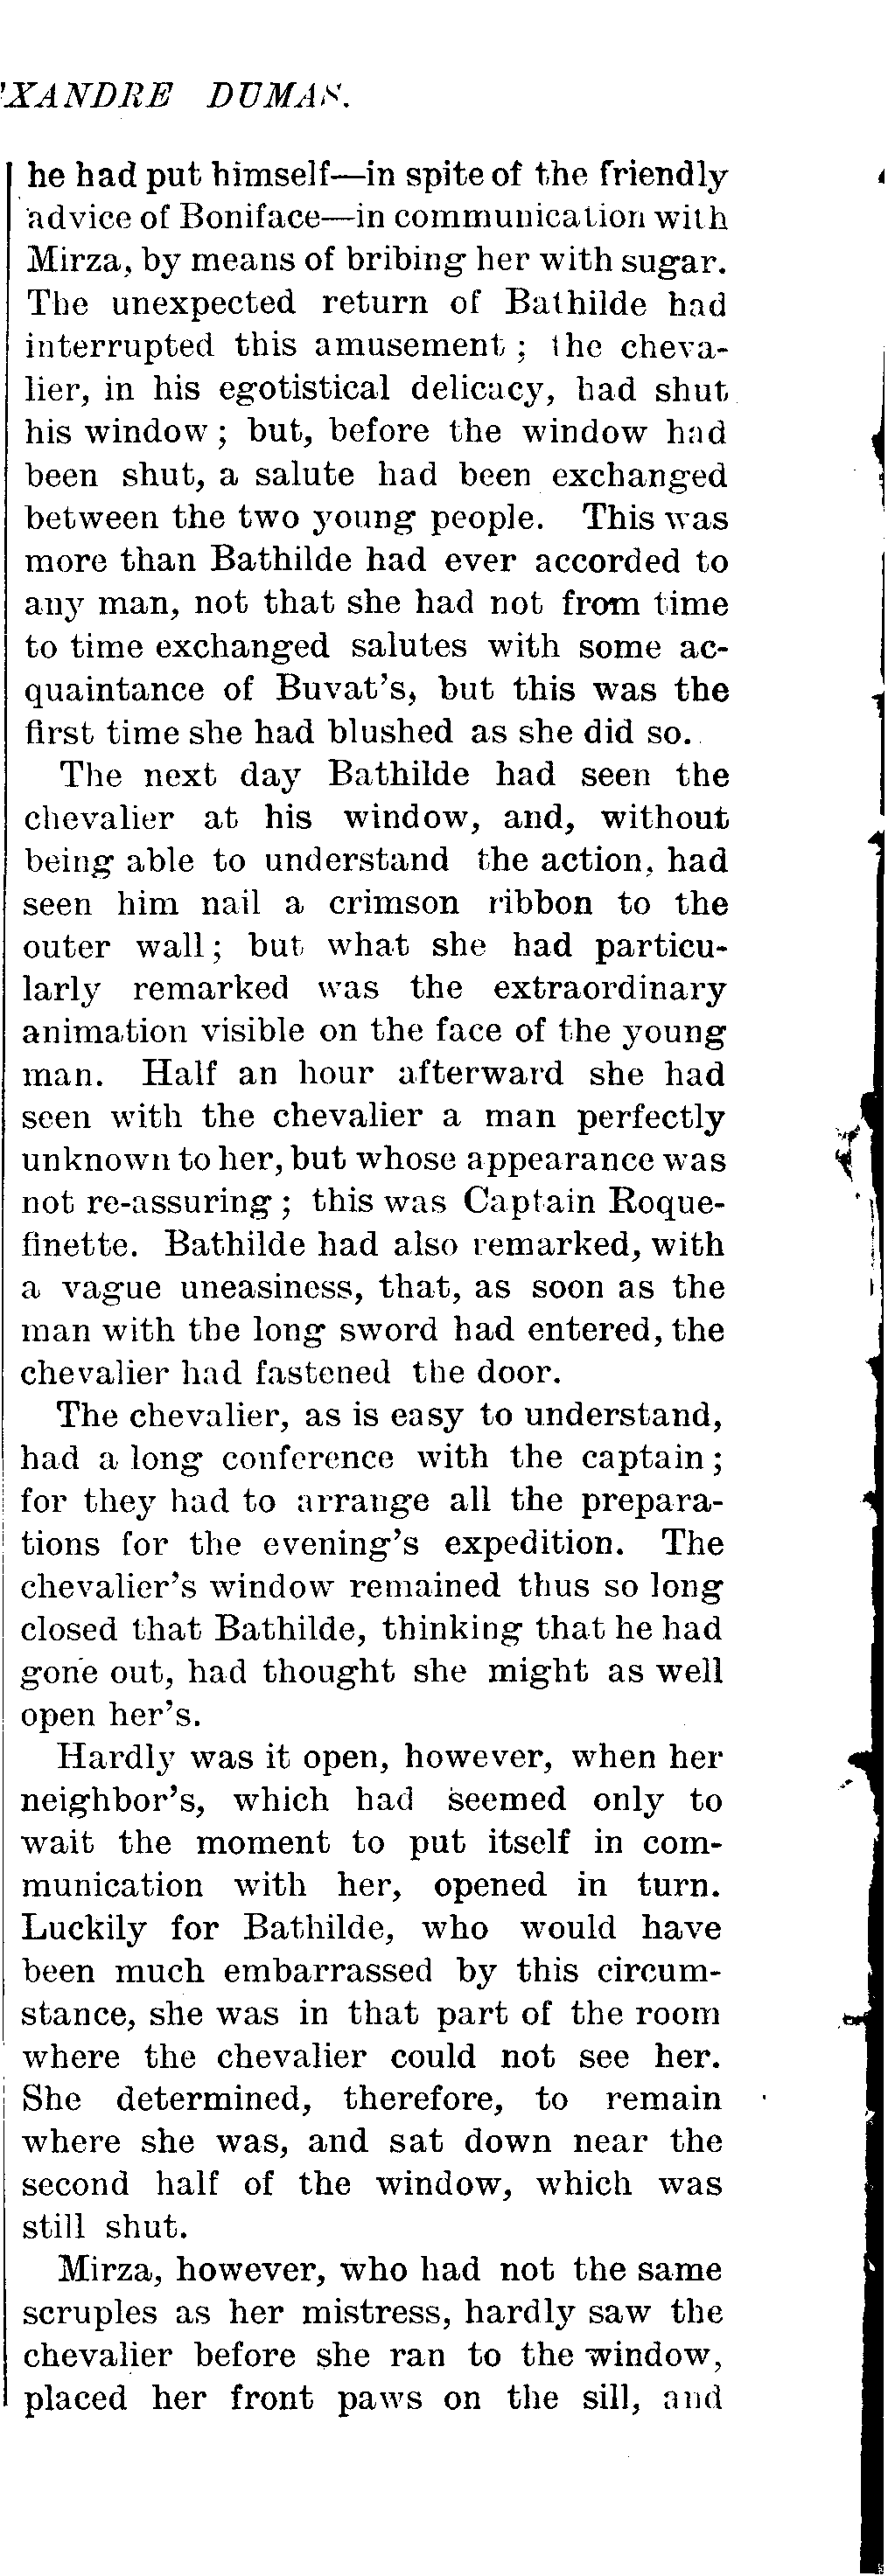 'XANDRE DUMAS.
he had put himself—in spite of the friendly
advice of Boniface—in communication with
Mirza, by means of bribing her with sugar.
The unexpected return of Bathilde had
interrupted this amusement ; the cheva-
lier, in his egotistical delicacy, had shut
his window ; but, before the window had
been shut, a salute had been exchanged
between the two young people. This was
more than Bathilde had ever accorded to
any man, not that she had not from time
to time exchanged salutes with some ac-
quaintance of Buvat's, but this was the
first time she had blushed as she did so.
The next day Bathilde had seen the
chevalier at his window, and, without
being able to understand the action, had
seen him nail a crimson ribbon to the
outer wall; but what she had particu-
larly remarked was the extraordinary
animation visible on the face of the young
man. Half an hour afterward she had
seen with the chevalier a man perfectly
unknown to her, but whose appearance was
not re-assuring ; this was Captain Roque-
finette. Bathilde had also remarked, with
a vague uneasiness, that, as soon as the
man with the long sword had entered, the
chevalier had fastened the door.
The chevalier, as is easy to understand,
had a long conference with the captain ;
for they had to arrange all the prepara-
tions for the evening's expedition. The
chevalier's window remained thus so long
closed that Bathilde, thinking that he had
gone out, had thought she might as well
open her's.
Hardly was it open, however, when her
neighbor's, which had seemed only to
wait the moment to put itself in com-
munication with her, opened in turn.
Luckily for Bathilde, who would have
been much embarrassed by this circum-
stance, she was in that part of the room
where the chevalier could not see her.
She determined, therefore, to remain
where she was, and sat down near the
second half of the window, which was
still shut.
Mirza, however, who had not the same
scruples as her mistress, hardly saw the
chevalier before she ran to the window,
placed her front paws on the sill, and